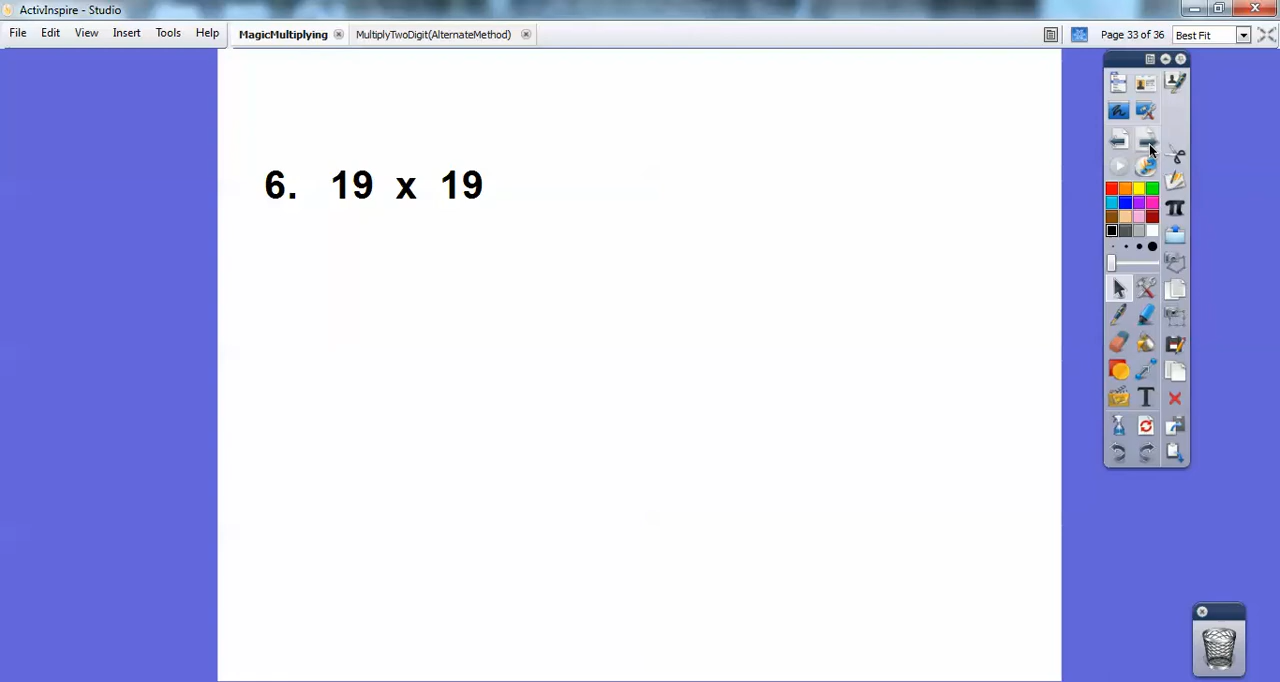 ActivInspire - Studio
File Edit View Insert Tools Help MagicMultiplying MultiplyTwoDigit(AlternateMethod) Page 33 of 36 Best Fit
6. 19 x 19